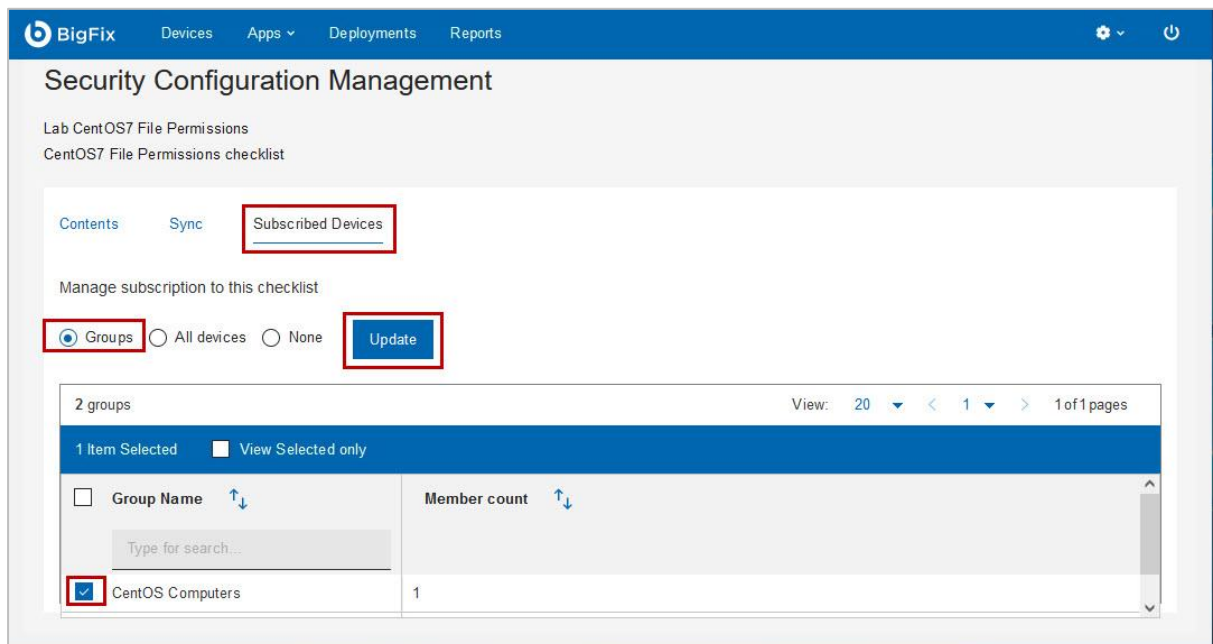 BigFix Devices Apps Deployments Reports
Security Configuration Management
Lab CentOS7 File Permissions
CentOS7 File Permissions checklist
Contents Sync Subscribed Devices
Manage subscription to this checklist
Groups All devices None Update
2 groups View: 20 1 1 of 1 pages
1 Item Selected View Selected only
Group Name Member count
Type for search...
CentOS Computers 1